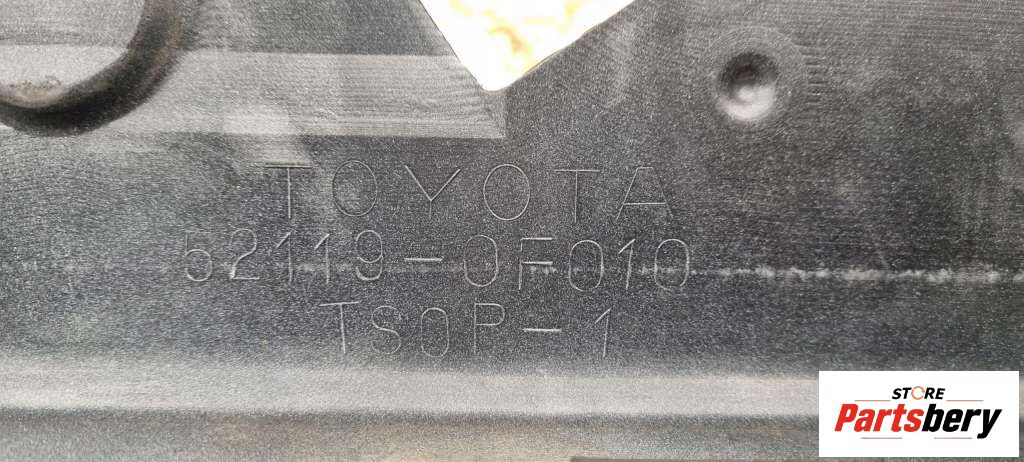 TOYOTA
52119-0F010
TSOP-1
STORE
Partsbery